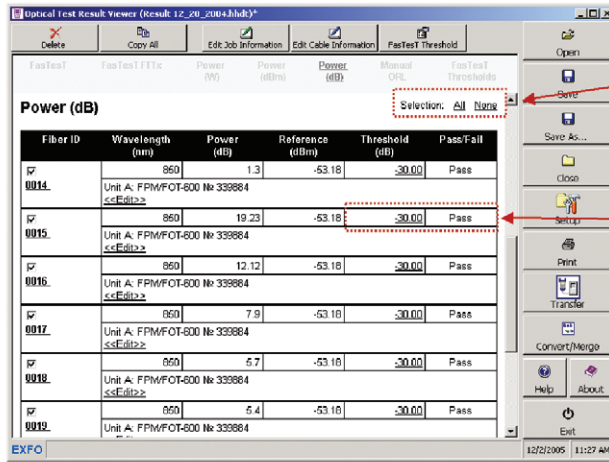 Optical Test Result Viewer (Result 12_20_2004.hhdt)*
Delete Copy All Edit Job Information Edit Cable Information FasTesT Threshold
FasTesT FasTesT FTTx Power (W) Power (dBm) Power (dB) Manual ORL FasTesT Thresholds
Power (dB)
Selection: All None
Fiber ID Wavelength (nm) Power (dB) Reference (dBm) Threshold (dB) Pass/Fail
0014 850 1.3 -53.18 -30.00 Pass
Unit A: FPM/FOT-600 № 339884
<<Edit>>
0015 850 19.23 -53.18 -30.00 Pass
Unit A: FPM/FOT-600 № 339884
<<Edit>>
0016 850 12.12 -53.18 -30.00 Pass
Unit A: FPM/FOT-600 № 339884
<<Edit>>
0017 850 7.9 -53.18 -30.00 Pass
Unit A: FPM/FOT-600 № 339884
<<Edit>>
0018 850 5.7 -53.18 -30.00 Pass
Unit A: FPM/FOT-600 № 339884
<<Edit>>
0019 850 5.4 -53.18 -30.00 Pass
Unit A: FPM/FOT-600 № 339884
Open
Save
Save As...
Close
Setup
Print
Transfer
Convert/Merge
Help About
Exit
EXFO
12/2/2005 11:27 AM